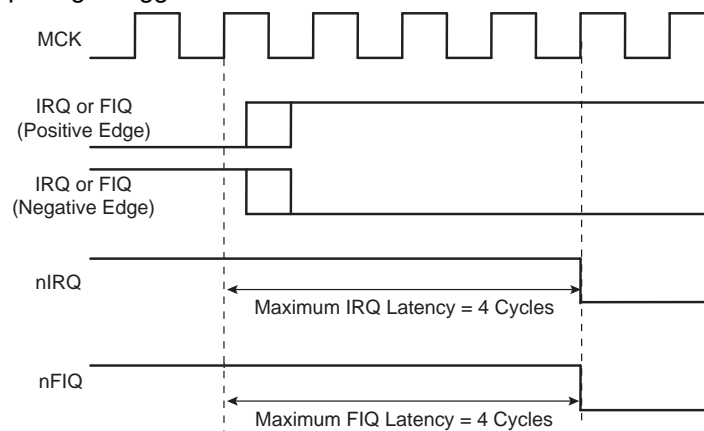 MCK
IRQ or FIQ
(Positive Edge)
IRQ or FIQ
(Negative Edge)
nIRQ
Maximum IRQ Latency = 4 Cycles
nFIQ
Maximum FIQ Latency = 4 Cycles